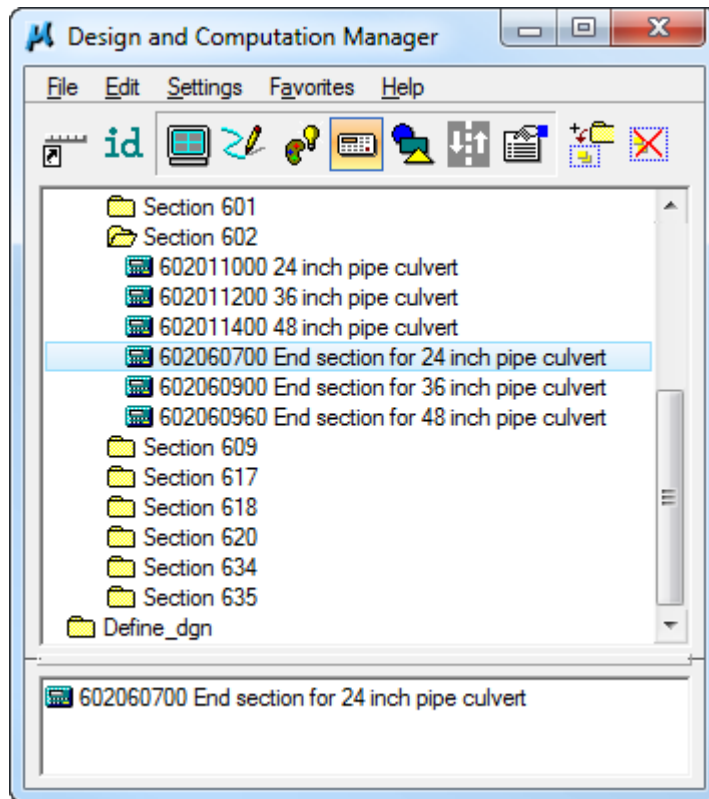 Design and Computation Manager
File Edit Settings Favorites Help
id
Section 601
Section 602
602011000 24 inch pipe culvert
602011200 36 inch pipe culvert
602011400 48 inch pipe culvert
602060700 End section for 24 inch pipe culvert
602060900 End section for 36 inch pipe culvert
602060960 End section for 48 inch pipe culvert
Section 609
Section 617
Section 618
Section 620
Section 634
Section 635
Define_dgn
602060700 End section for 24 inch pipe culvert